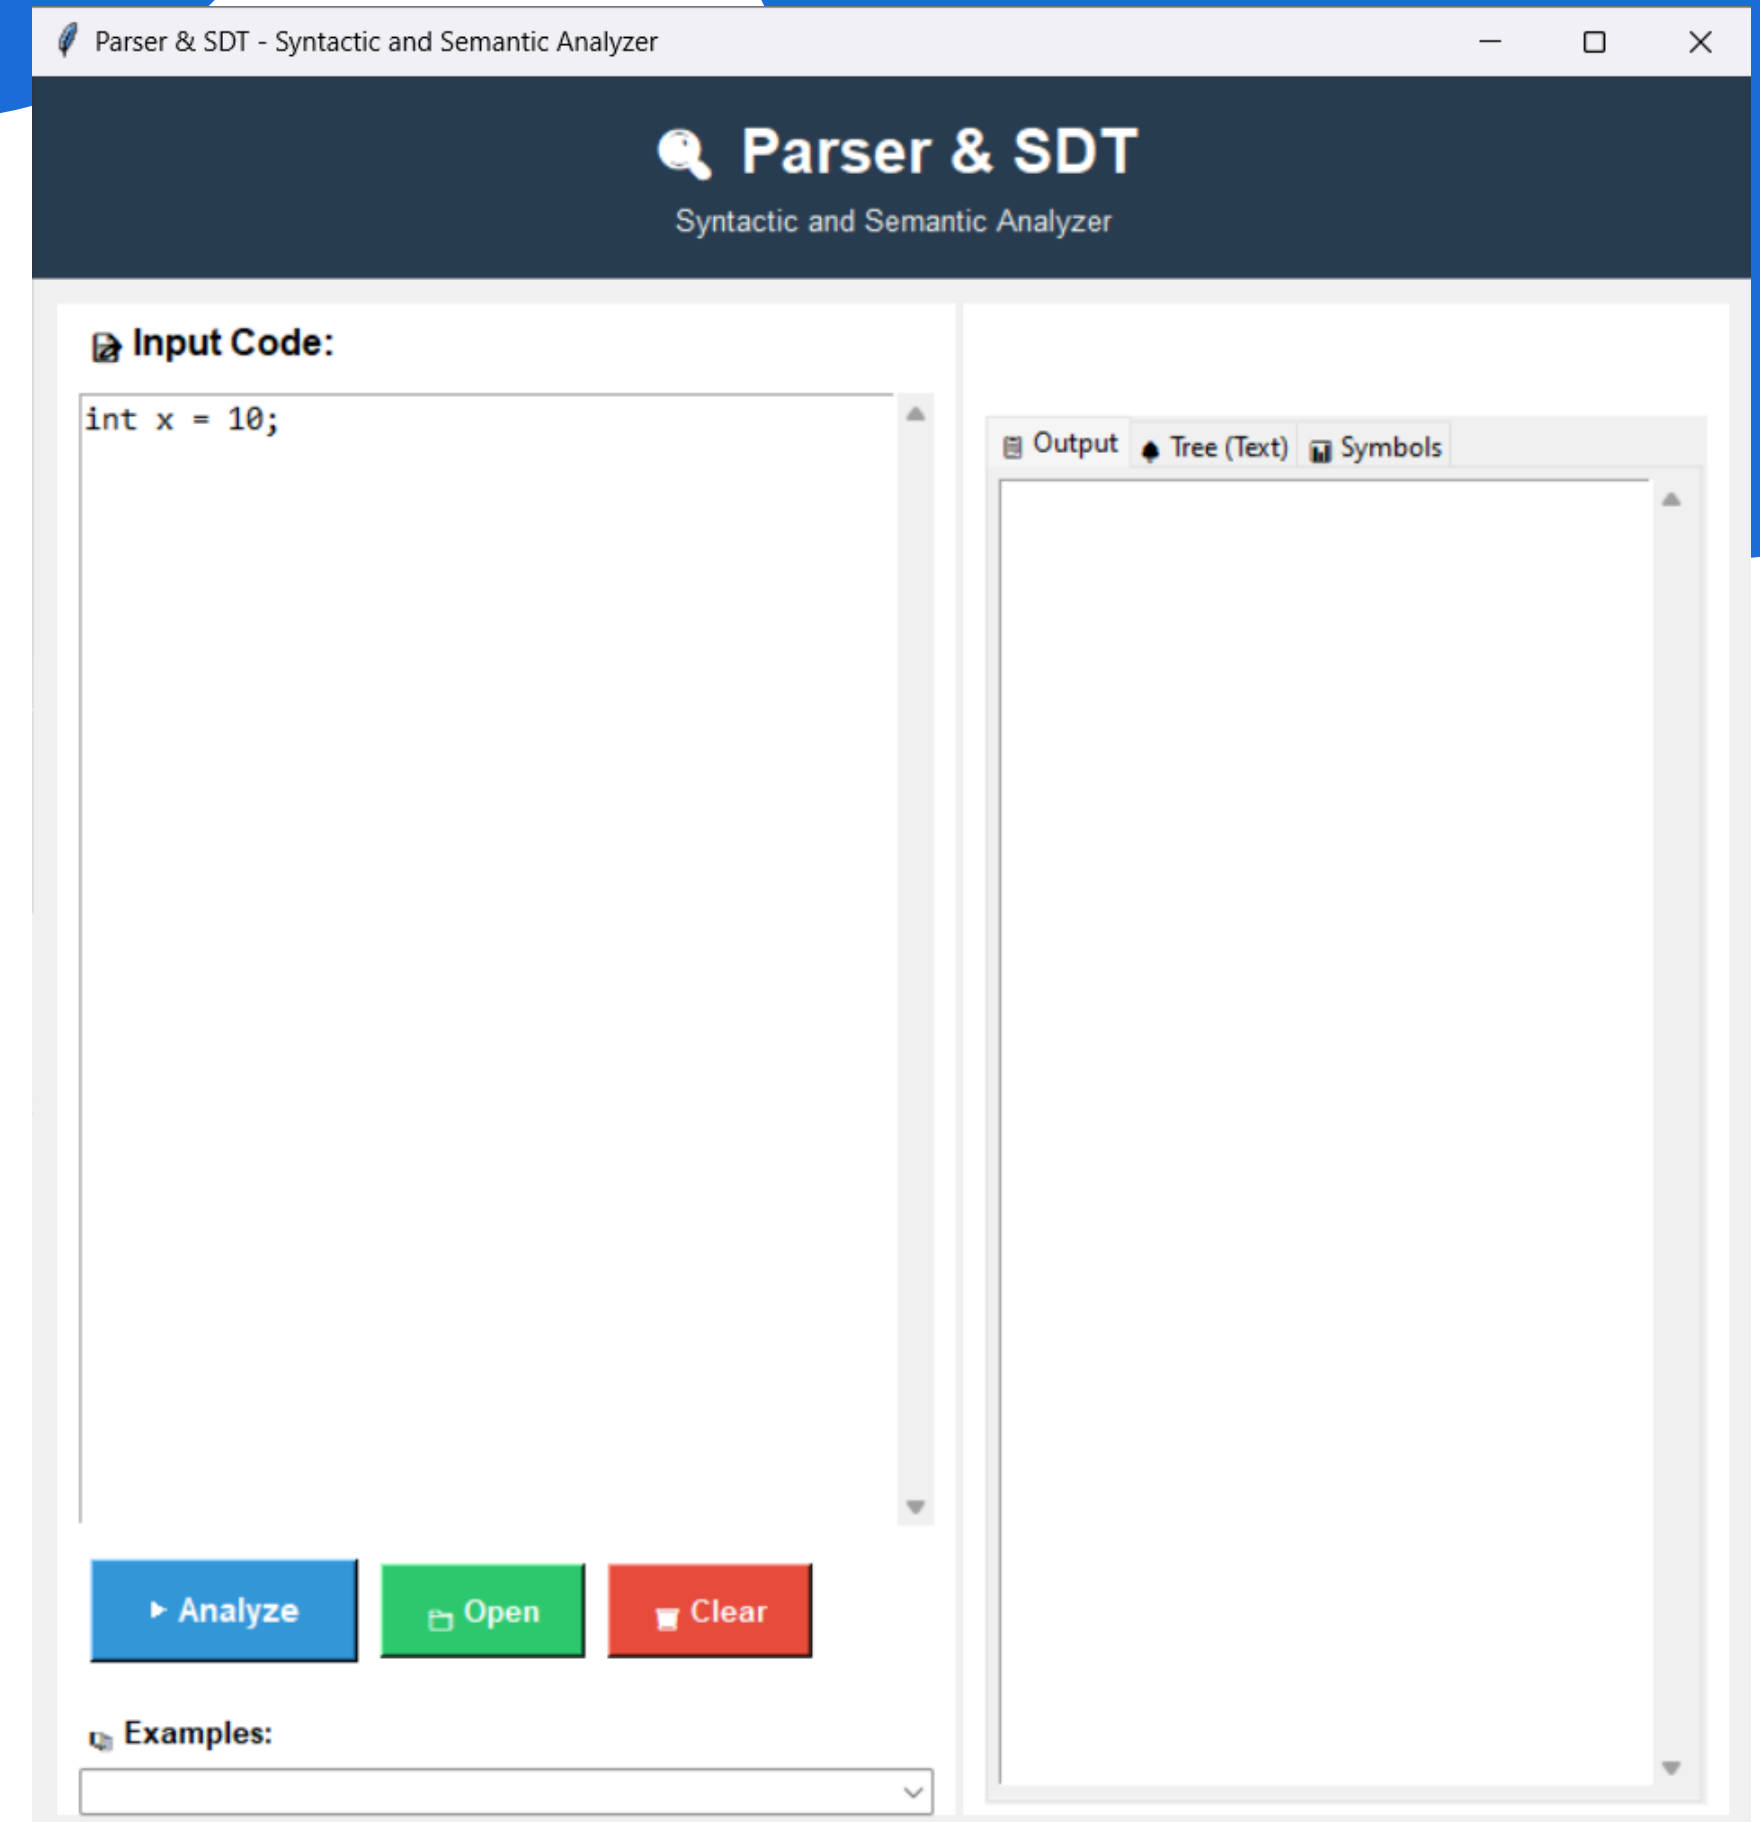 Parser & SDT - Syntactic and Semantic Analyzer
Parser & SDT
Syntactic and Semantic Analyzer
Input Code:
int x = 10;
Output Tree (Text) Symbols
Analyze Open Clear
Examples: